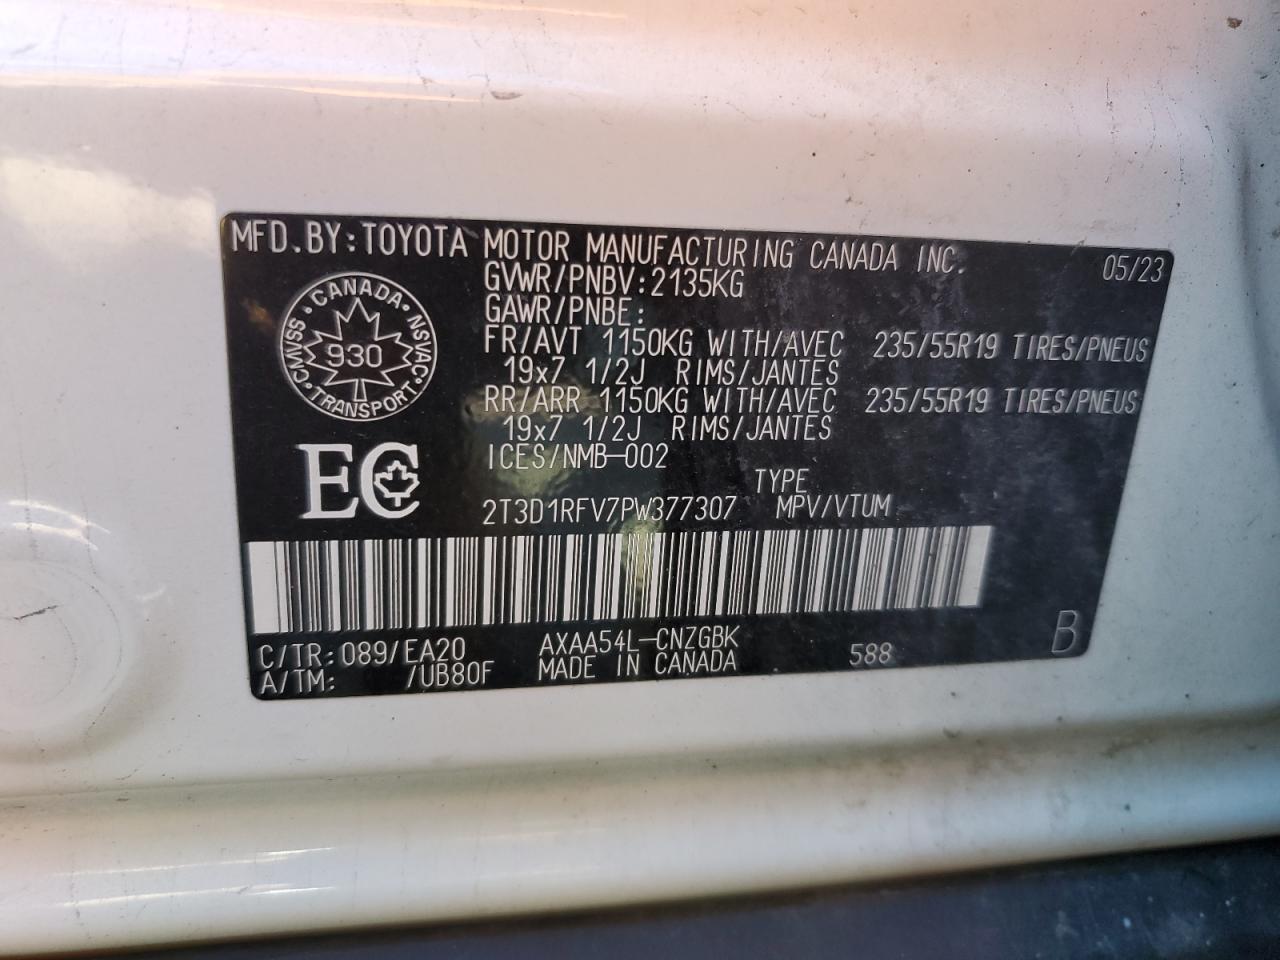 MFD.BY:TOYOTA MOTOR MANUFACTURING CANADA INC. 05/23
GVWR/PNBV:2135KG
GAWR/PNBE:
FR/AVT 1150KG WITH/AVEC 235/55R19 TIRES/PNEUS
19x7 1/2J RIMS/JANTES
RR/ARR 1150KG WITH/AVEC 235/55R19 TIRES/PNEUS
19x7 1/2J RIMS/JANTES
ICES/NMB-002
CANADA · NSVAC · TRANSPORT · CMVSS
930
EC
TYPE
2T3D1RFV7PW377307 MPV/VTUM
C/TR:089/EA20 AXAA54L-CNZGBK 588 B
A/TM: /UB80F MADE IN CANADA